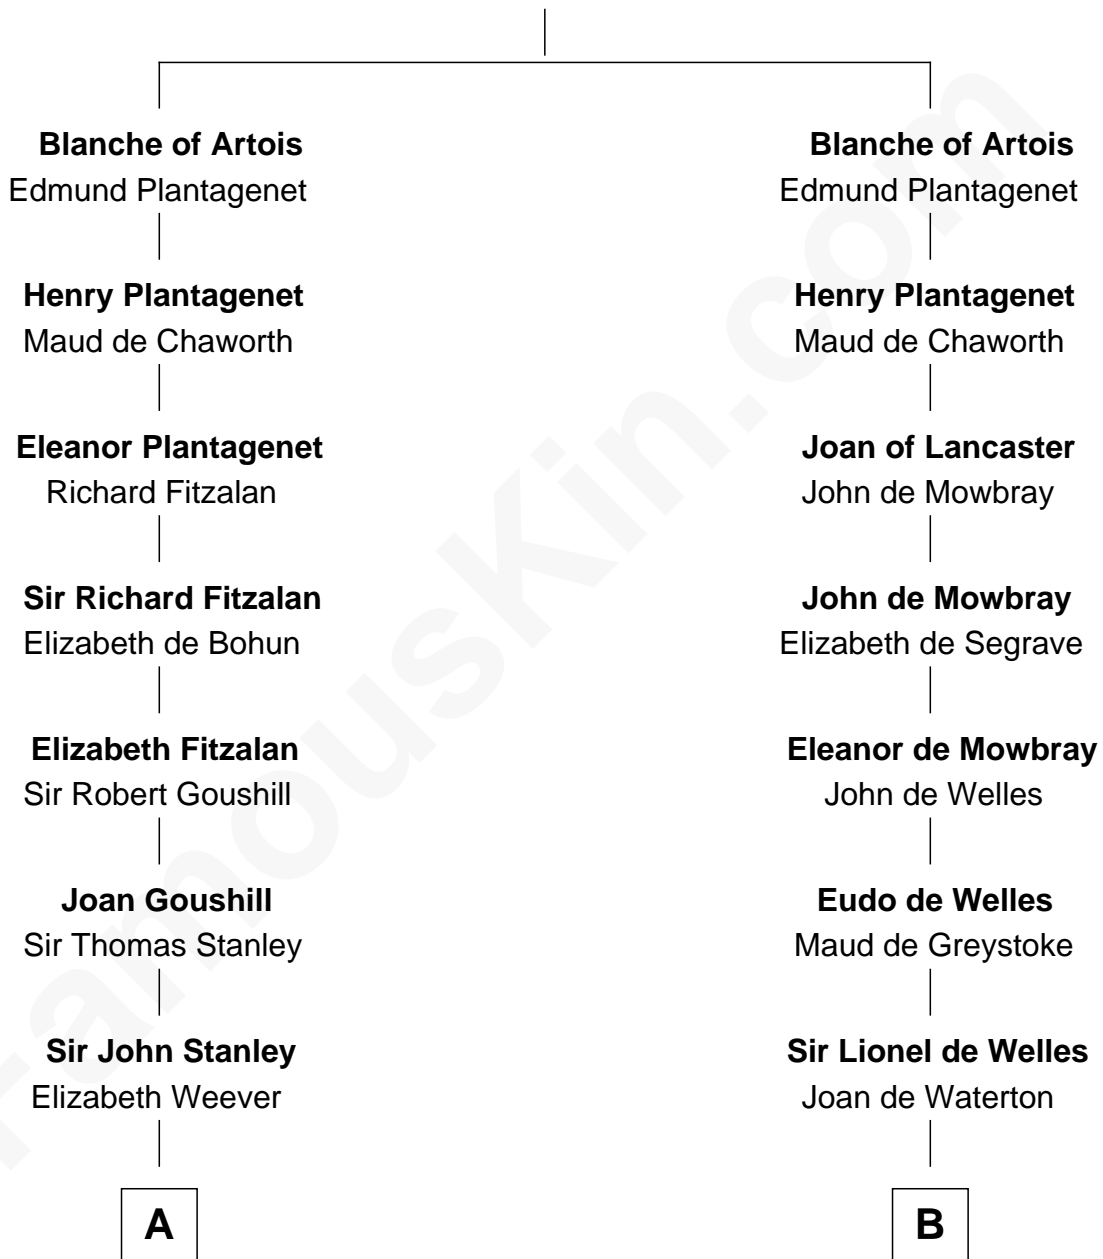 Blanche of Artois
Edmund Plantagenet
Henry Plantagenet
Maud de Chaworth
Eleanor Plantagenet
Richard Fitzalan
Sir Richard Fitzalan
Elizabeth de Bohun
Elizabeth Fitzalan
Sir Robert Goushill
Joan Goushill
Sir Thomas Stanley
Sir John Stanley
Elizabeth Weever
A
Blanche of Artois
Edmund Plantagenet
Henry Plantagenet
Maud de Chaworth
Joan of Lancaster
John de Mowbray
John de Mowbray
Elizabeth de Segrave
Eleanor de Mowbray
John de Welles
Eudo de Welles
Maud de Greystoke
Sir Lionel de Welles
Joan de Waterton
B
FamousKin.com